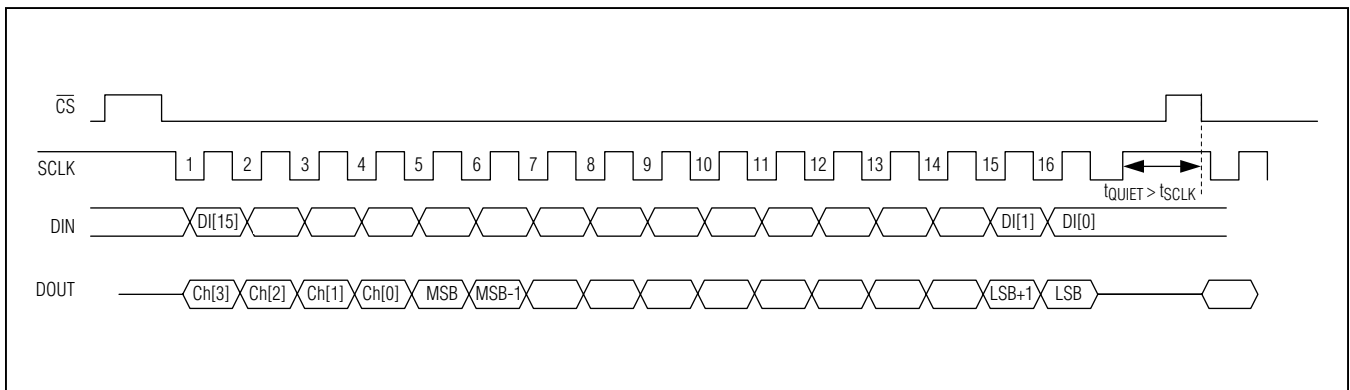 CS
SCLK 1 2 3 4 5 6 7 8 9 10 11 12 13 14 15 16
tQUIET > tSCLK
DIN DI[15] DI[1] DI[0]
DOUT Ch[3] Ch[2] Ch[1] Ch[0] MSB MSB-1 LSB+1 LSB